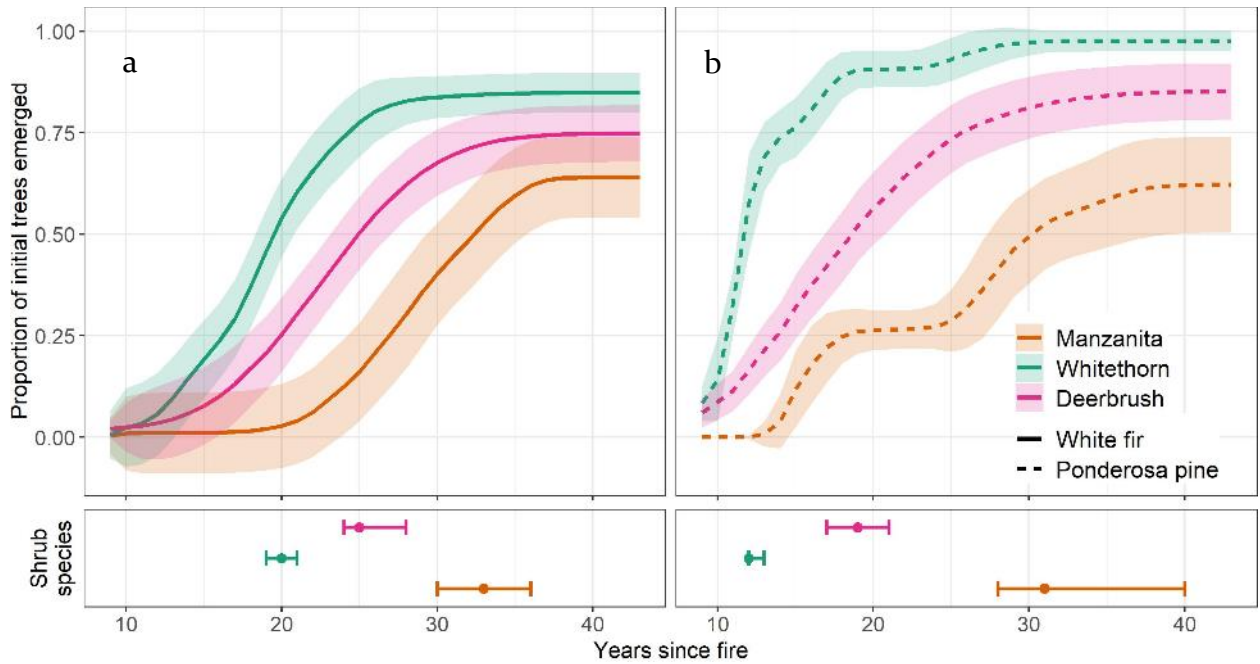 a
b
Proportion of initial trees emerged
1.00
0.75
0.50
0.25
0.00
Manzanita
Whitethorn
Deerbrush
White fir
Ponderosa pine
Shrub
species
10
20
30
40
10
20
30
40
Years since fire